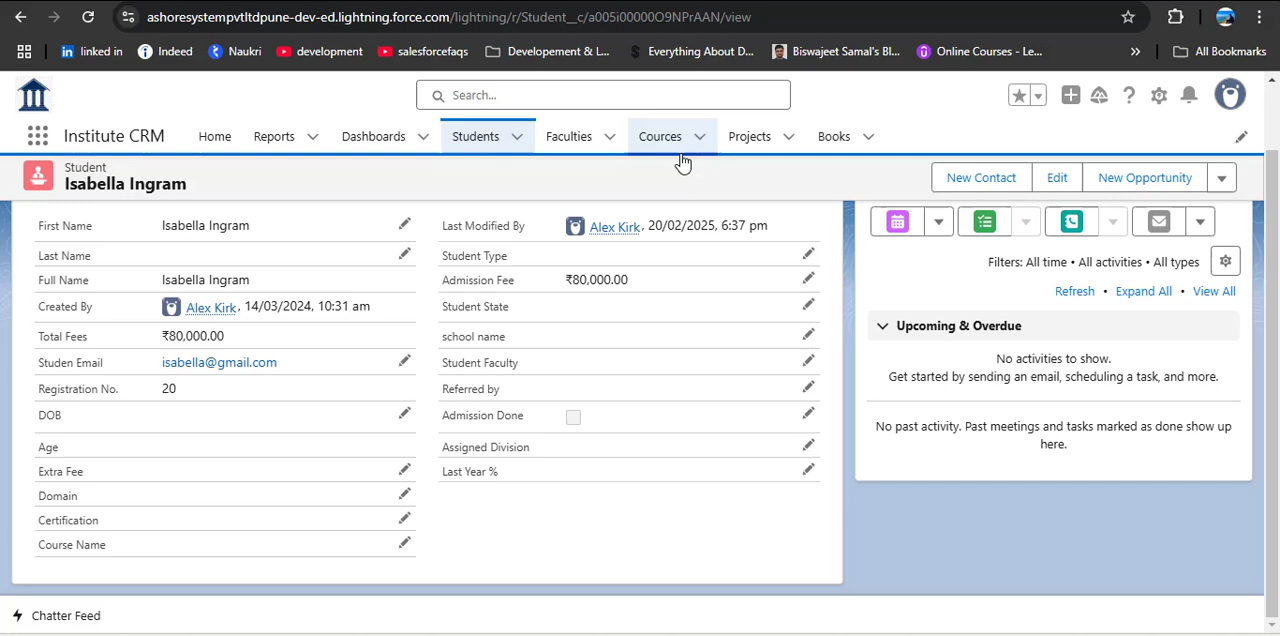 ashoresystempvtltdpune-dev-ed.lightning.force.com/lightning/r/Student__c/a005i00000O9NPrAAN/view
linked in Indeed Naukri development salesforcefaqs Developement & L... Everything About D... Biswajeet Samal's Bl... Online Courses - Le... » All Bookmarks
Search...
Institute CRM Home Reports Dashboards Students Faculties Cources Projects Books
Student
Isabella Ingram
New Contact Edit New Opportunity
First Name Isabella Ingram
Last Name
Full Name Isabella Ingram
Created By Alex Kirk, 14/03/2024, 10:31 am
Total Fees ₹80,000.00
Studen Email isabella@gmail.com
Registration No. 20
DOB
Age
Extra Fee
Domain
Certification
Course Name
Last Modified By Alex Kirk, 20/02/2025, 6:37 pm
Student Type
Admission Fee ₹80,000.00
Student State
school name
Student Faculty
Referred by
Admission Done
Assigned Division
Last Year %
Filters: All time • All activities • All types
Refresh • Expand All • View All
Upcoming & Overdue
No activities to show.
Get started by sending an email, scheduling a task, and more.
No past activity. Past meetings and tasks marked as done show up
here.
Chatter Feed